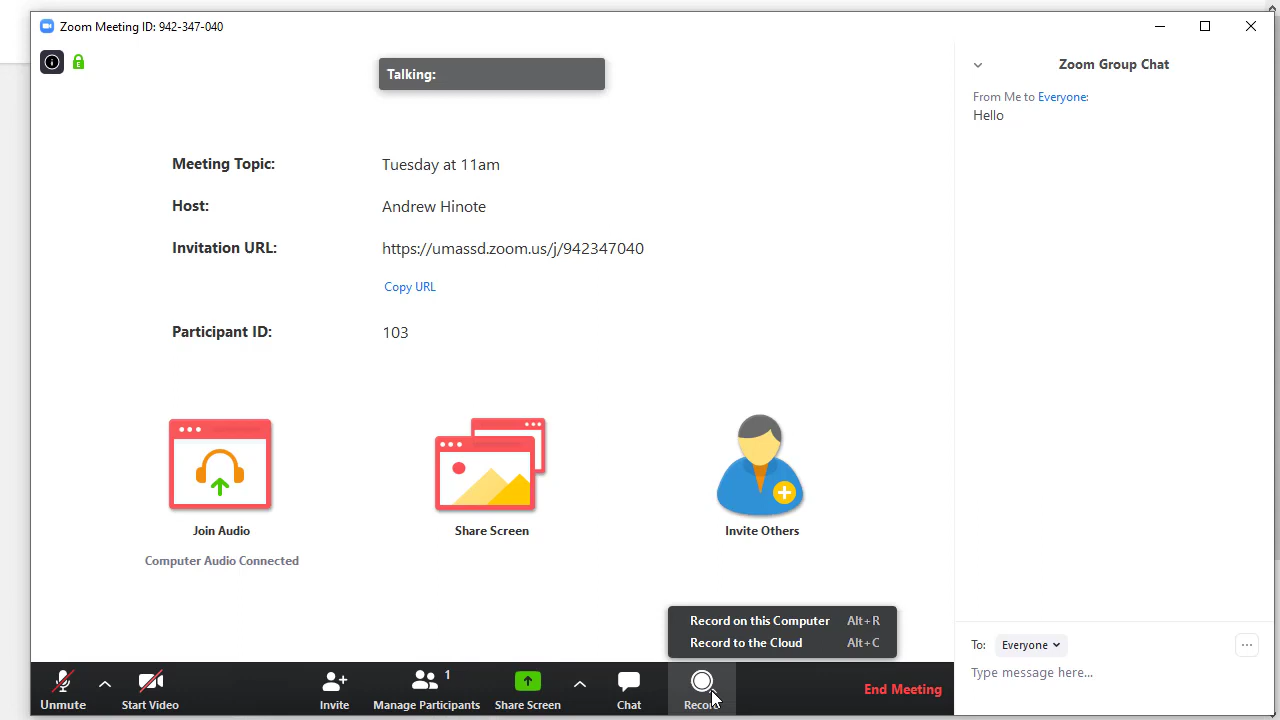 Zoom Meeting ID: 942-347-040
Talking:
Zoom Group Chat
From Me to Everyone:
Hello
Meeting Topic: Tuesday at 11am
Host: Andrew Hinote
Invitation URL: https://umassd.zoom.us/j/942347040
Copy URL
Participant ID: 103
Join Audio
Share Screen
Invite Others
Computer Audio Connected
Record on this Computer Alt+R
Record to the Cloud Alt+C
To: Everyone
Type message here...
Unmute
Start Video
Invite
Manage Participants 1
Share Screen
Chat
Record
End Meeting